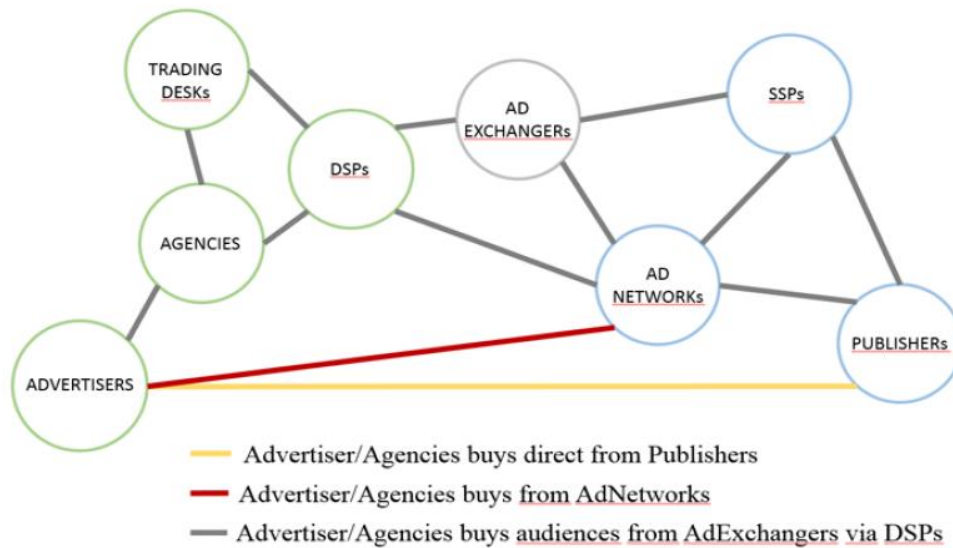 TRADING
DESKs
AD
EXCHANGERs
SSPs
DSPs
AGENCIES
AD
NETWORKs
PUBLISHERs
ADVERTISERS
Advertiser/Agencies buys direct from Publishers
Advertiser/Agencies buys from AdNetworks
Advertiser/Agencies buys audiences from AdExchangers via DSPs